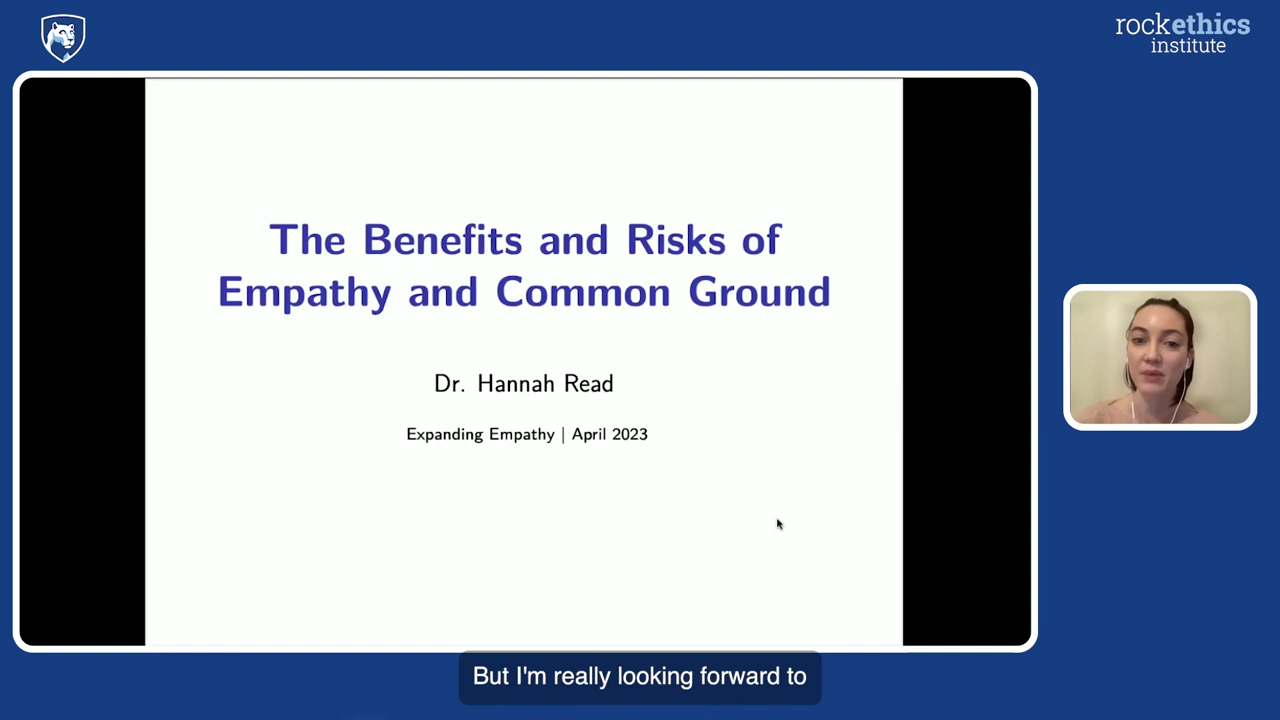 rockethics
institute
The Benefits and Risks of
Empathy and Common Ground
Dr. Hannah Read
Expanding Empathy | April 2023
But I'm really looking forward to